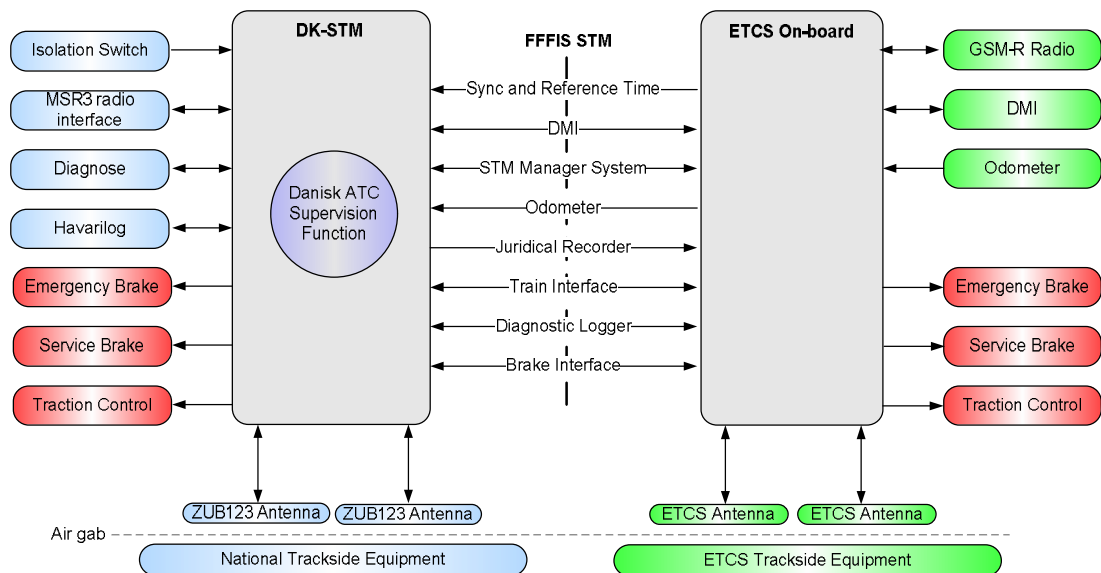 DK-STM
FFFIS STM
ETCS On-board
Isolation Switch
MSR3 radio
interface
Diagnose
Havarilog
Emergency Brake
Service Brake
Traction Control
Danisk ATC
Supervision
Function
Sync and Reference Time
DMI
STM Manager System
Odometer
Juridical Recorder
Train Interface
Diagnostic Logger
Brake Interface
GSM-R Radio
DMI
Odometer
Emergency Brake
Service Brake
Traction Control
ZUB123 Antenna
ZUB123 Antenna
ETCS Antenna
ETCS Antenna
Air gab
National Trackside Equipment
ETCS Trackside Equipment